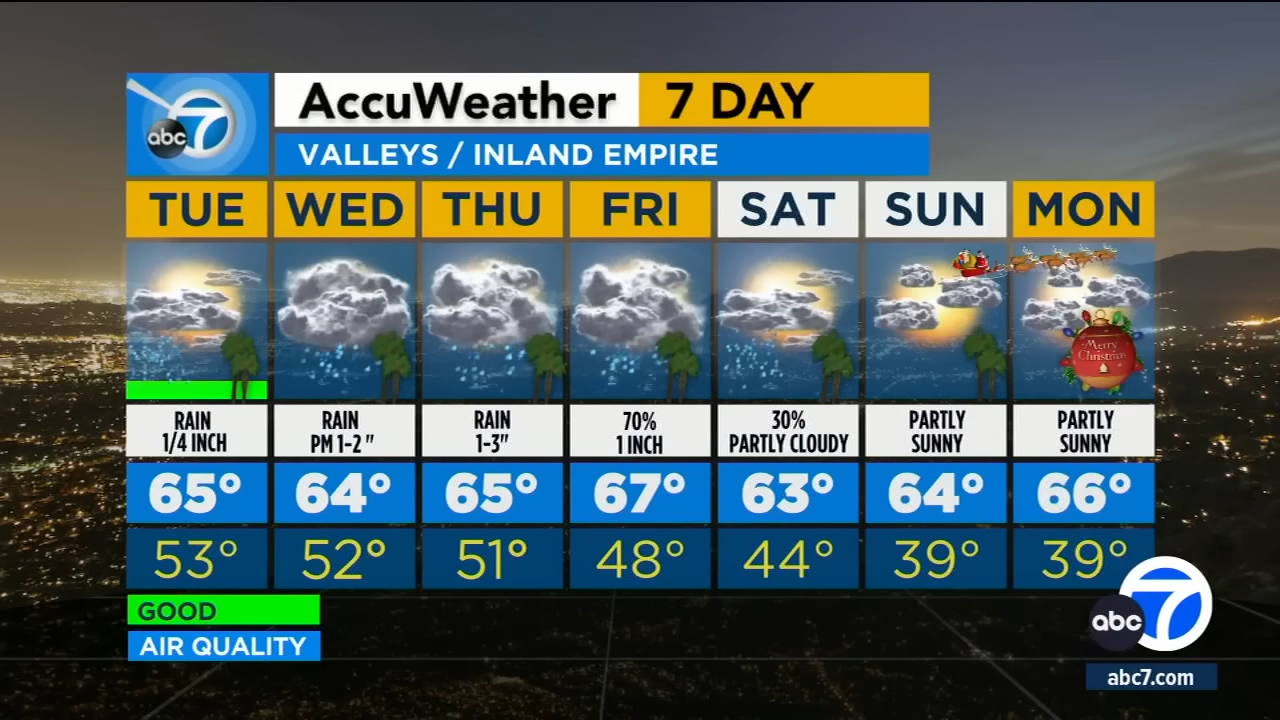 abc 7
AccuWeather 7 DAY
VALLEYS / INLAND EMPIRE
TUE WED THU FRI SAT SUN MON
Merry
Christmas
RAIN RAIN RAIN 70% 30% PARTLY PARTLY
1/4 INCH PM 1-2 " 1-3" 1 INCH PARTLY CLOUDY SUNNY SUNNY
65° 64° 65° 67° 63° 64° 66°
53° 52° 51° 48° 44° 39° 39°
GOOD
AIR QUALITY
abc 7
abc7.com